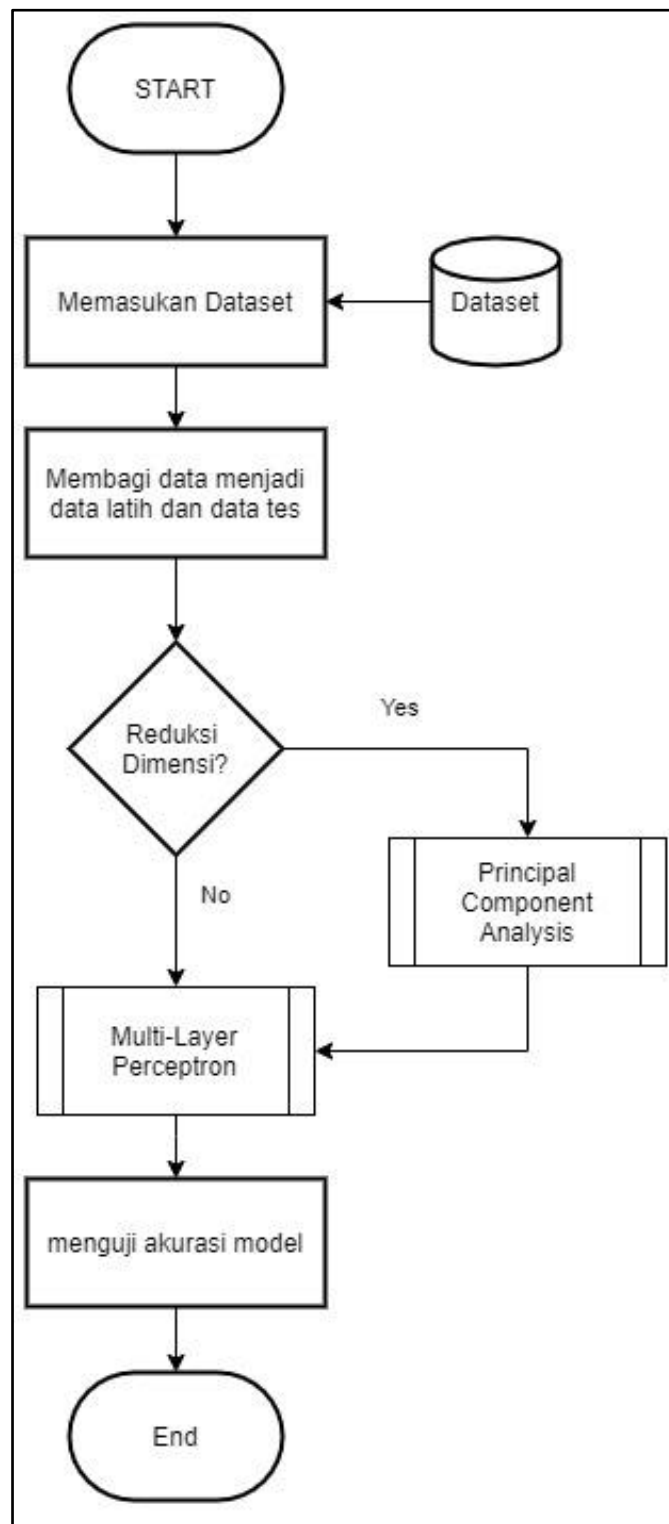 START
Memasukan Dataset
Dataset
Membagi data menjadi
data latih dan data tes
Reduksi
Dimensi?
Yes
No
Principal
Component
Analysis
Multi-Layer
Perceptron
menguji akurasi model
End